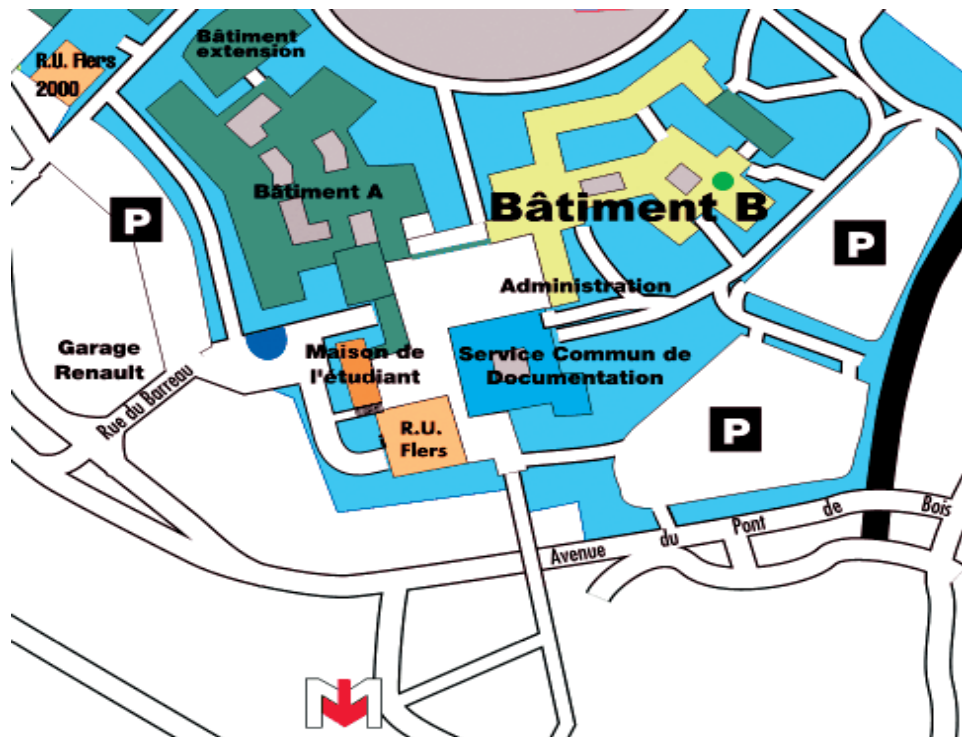 Bâtiment
extension
R.U. Flers
2000
Bâtiment A
Bâtiment B
P
P
Administration
Garage
Renault
Maison de
l'étudiant
Service Commun de
Documentation
Rue du Barreau
R.U.
Flers
P
Avenue du Pont de Bois
M